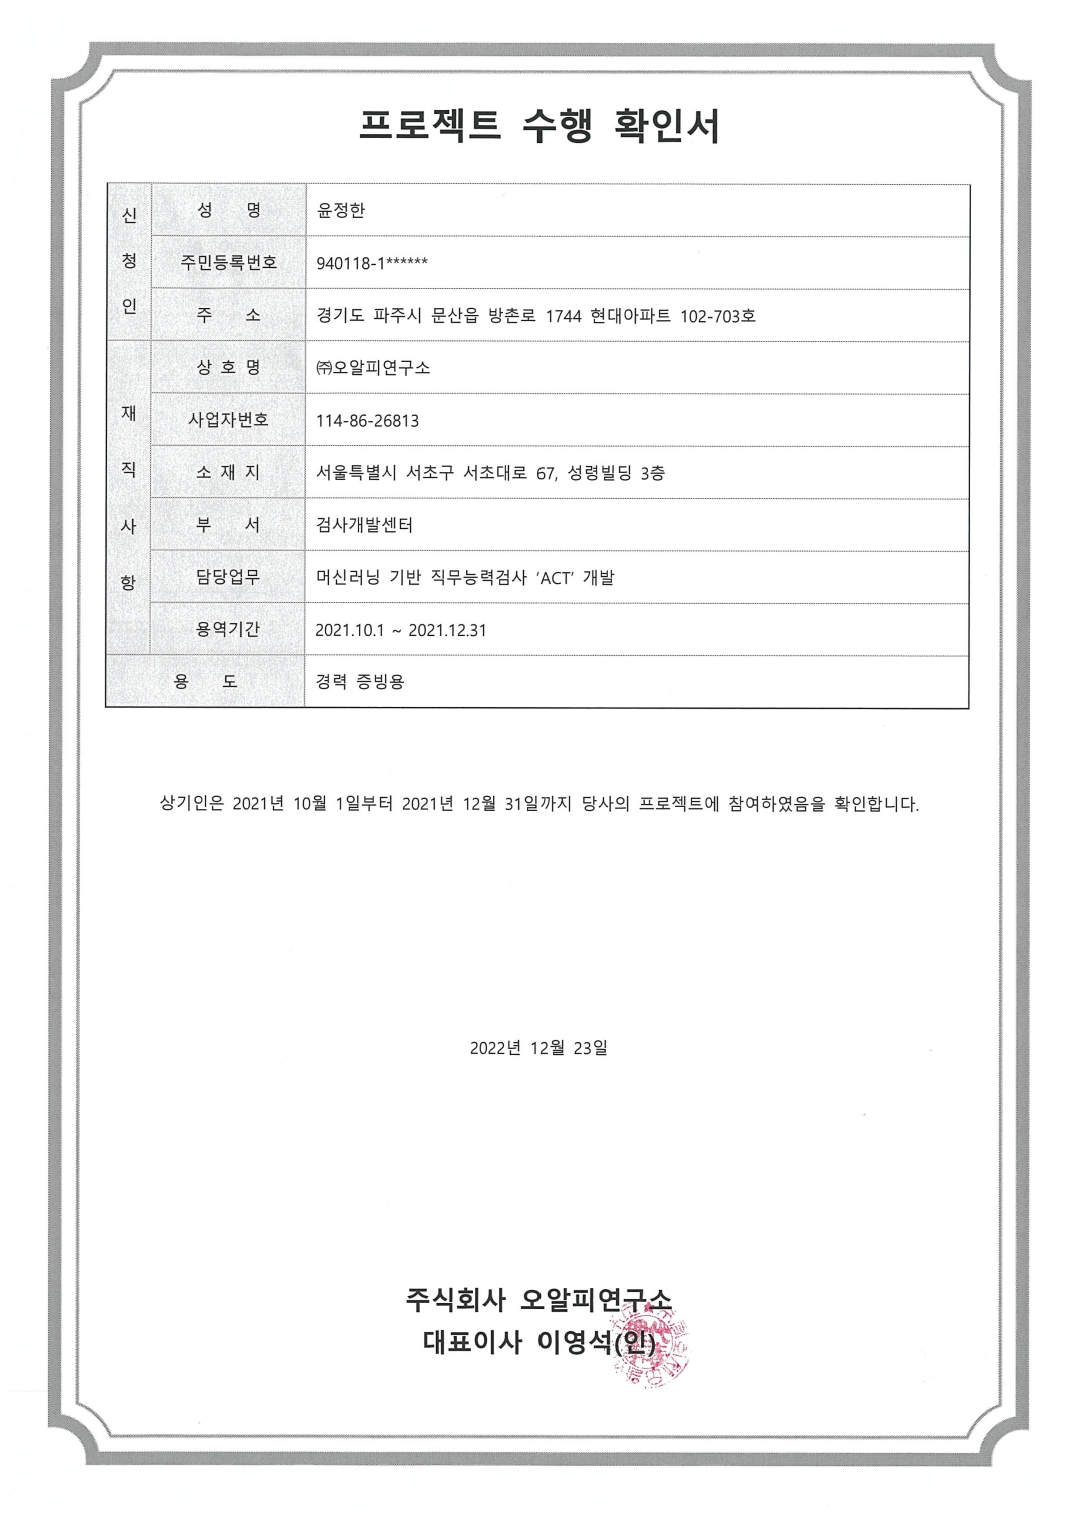 프로젝트 수행 확인서
신청인
성 명 윤정한
주민등록번호 940118-1******
주 소 경기도 파주시 문산읍 방촌로 1744 현대아파트 102-703호
재직사항
상 호 명 ㈜오알피연구소
사업자번호 114-86-26813
소 재 지 서울특별시 서초구 서초대로 67, 성령빌딩 3층
부 서 검사개발센터
담당업무 머신러닝 기반 직무능력검사 ‘ACT’ 개발
용역기간 2021.10.1 ~ 2021.12.31
용 도 경력 증빙용
상기인은 2021년 10월 1일부터 2021년 12월 31일까지 당사의 프로젝트에 참여하였음을 확인합니다.
2022년 12월 23일
주식회사 오알피연구소
대표이사 이영석(인)